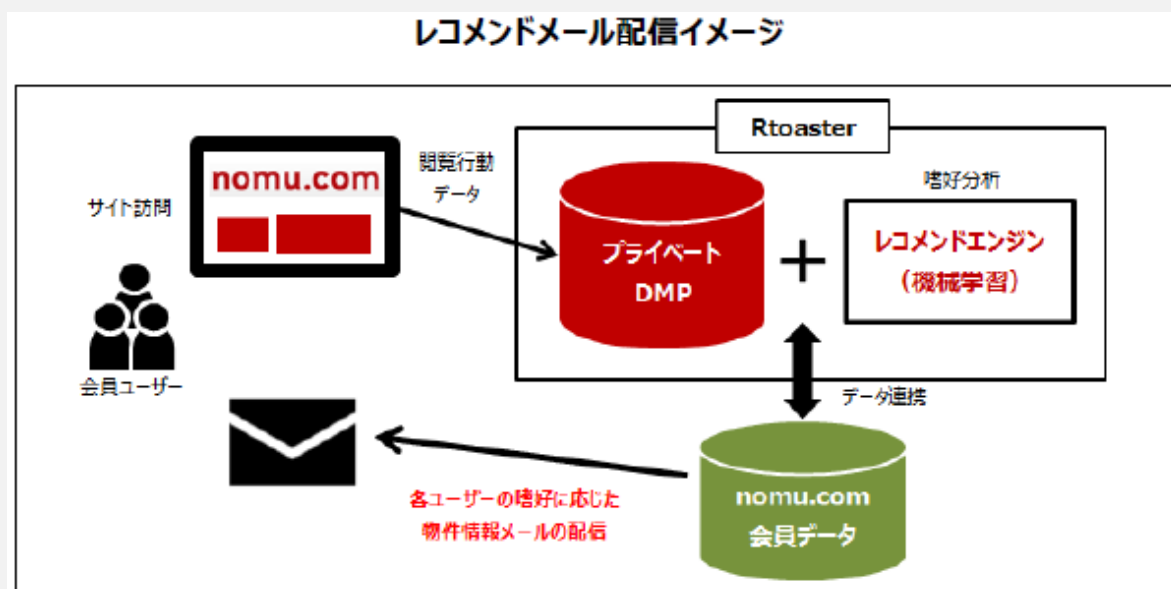 レコメンドメール配信イメージ
Rtoaster
nomu.com
閲覧行動
データ
サイト訪問
嗜好分析
プライベート
DMP
レコメンドエンジン
（機械学習）
会員ユーザー
データ連携
各ユーザーの嗜好に応じた
物件情報メールの配信
nomu.com
会員データ